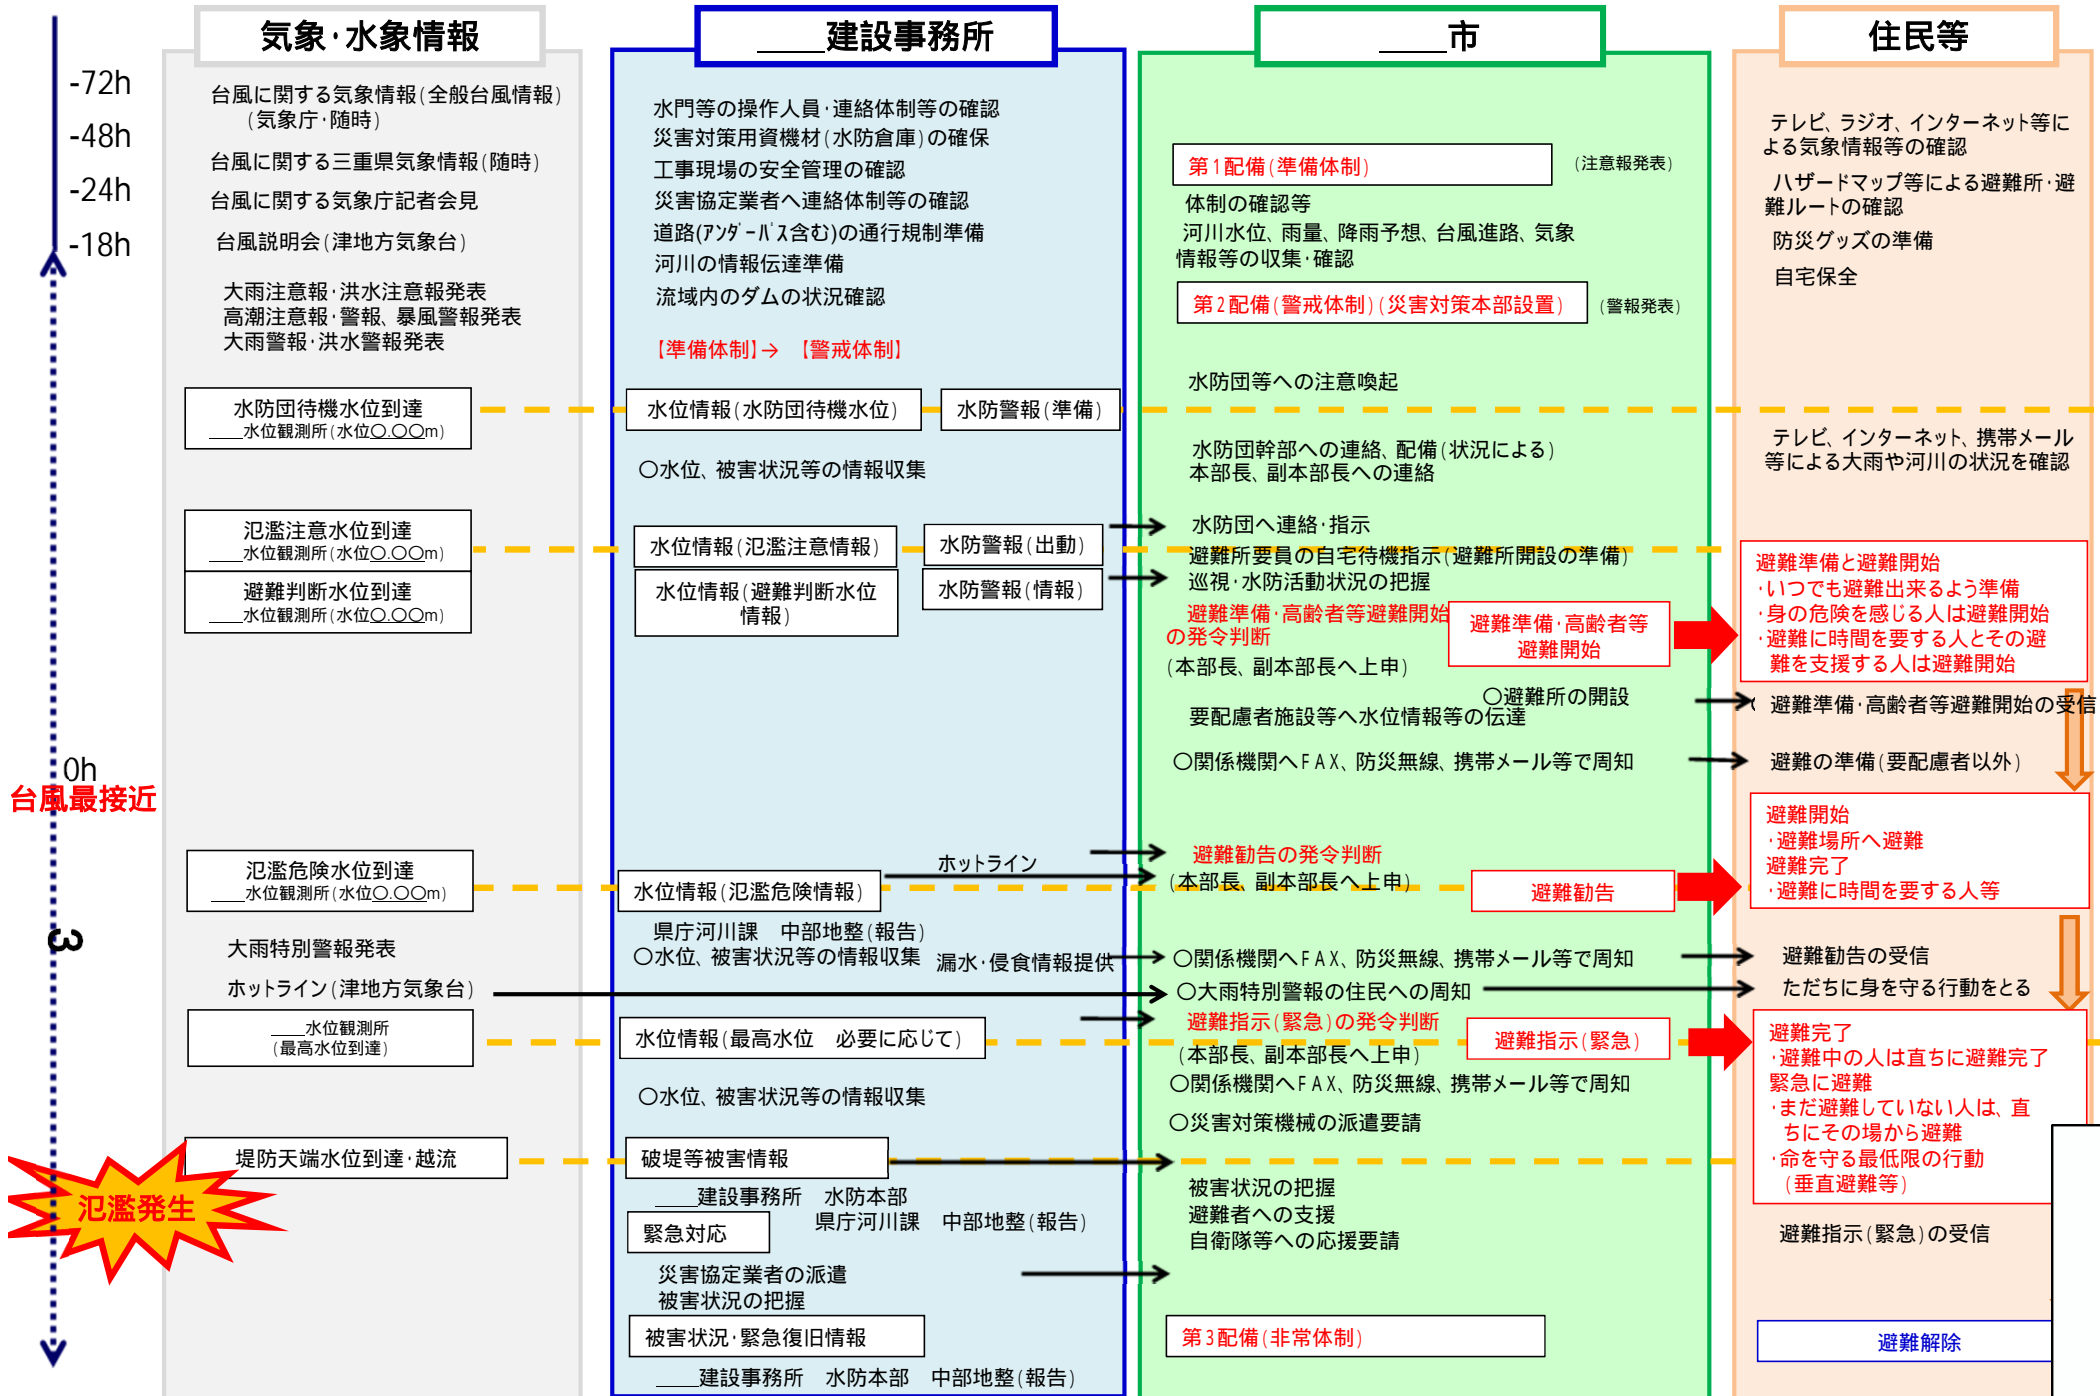 気象・水象情報
____建設事務所
____市
住民等
-72h
-48h
-24h
-18h
0h
台風最接近
3
氾濫発生
台風に関する気象情報(全般台風情報)
(気象庁・随時)
台風に関する三重県気象情報(随時)
台風に関する気象庁記者会見
台風説明会(津地方気象台)
大雨注意報・洪水注意報発表
高潮注意報・警報、暴風警報発表
大雨警報・洪水警報発表
水防団待機水位到達
____水位観測所(水位〇.〇〇m)
氾濫注意水位到達
____水位観測所(水位〇.〇〇m)
避難判断水位到達
____水位観測所(水位〇.〇〇m)
氾濫危険水位到達
____水位観測所(水位〇.〇〇m)
大雨特別警報発表
ホットライン(津地方気象台)
____水位観測所
(最高水位到達)
堤防天端水位到達・越流
水門等の操作人員・連絡体制等の確認
災害対策用資機材(水防倉庫)の確保
工事現場の安全管理の確認
災害協定業者へ連絡体制等の確認
道路(ｱﾝﾀﾞｰﾊﾟｽ含む)の通行規制準備
河川の情報伝達準備
流域内のダムの状況確認
【準備体制】→ 【警戒体制】
水位情報(水防団待機水位)
水防警報(準備)
〇水位、被害状況等の情報収集
水位情報(氾濫注意情報)
水防警報(出動)
水位情報(避難判断水位
情報)
水防警報(情報)
ホットライン
水位情報(氾濫危険情報)
県庁河川課 中部地整(報告)
〇水位、被害状況等の情報収集
漏水・侵食情報提供
水位情報(最高水位 必要に応じて)
〇水位、被害状況等の情報収集
破堤等被害情報
____建設事務所 水防本部
県庁河川課 中部地整(報告)
緊急対応
災害協定業者の派遣
被害状況の把握
被害状況・緊急復旧情報
____建設事務所 水防本部 中部地整(報告)
第1配備(準備体制)
(注意報発表)
体制の確認等
河川水位、雨量、降雨予想、台風進路、気象
情報等の収集・確認
第2配備(警戒体制)(災害対策本部設置)
(警報発表)
水防団等への注意喚起
水防団幹部への連絡、配備(状況による)
本部長、副本部長への連絡
水防団へ連絡・指示
避難所要員の自宅待機指示(避難所開設の準備)
巡視・水防活動状況の把握
避難準備・高齢者等避難開始
の発令判断
(本部長、副本部長へ上申)
避難準備・高齢者等
避難開始
〇避難所の開設
要配慮者施設等へ水位情報等の伝達
〇関係機関へFAX、防災無線、携帯メール等で周知
避難勧告の発令判断
(本部長、副本部長へ上申)
避難勧告
〇関係機関へFAX、防災無線、携帯メール等で周知
〇大雨特別警報の住民への周知
避難指示(緊急)の発令判断
(本部長、副本部長へ上申)
避難指示(緊急)
〇関係機関へFAX、防災無線、携帯メール等で周知
〇災害対策機械の派遣要請
被害状況の把握
避難者への支援
自衛隊等への応援要請
第3配備(非常体制)
テレビ、ラジオ、インターネット等に
よる気象情報等の確認
ハザードマップ等による避難所・避
難ルートの確認
防災グッズの準備
自宅保全
テレビ、インターネット、携帯メール
等による大雨や河川の状況を確認
避難準備と避難開始
・いつでも避難出来るよう準備
・身の危険を感じる人は避難開始
・避難に時間を要する人とその避
難を支援する人は避難開始
避難準備・高齢者等避難開始の受信
避難の準備(要配慮者以外)
避難開始
・避難場所へ避難
避難完了
・避難に時間を要する人等
避難勧告の受信
ただちに身を守る行動をとる
避難完了
・避難中の人は直ちに避難完了
緊急に避難
・まだ避難していない人は、直
ちにその場から避難
・命を守る最低限の行動
(垂直避難等)
避難指示(緊急)の受信
避難解除